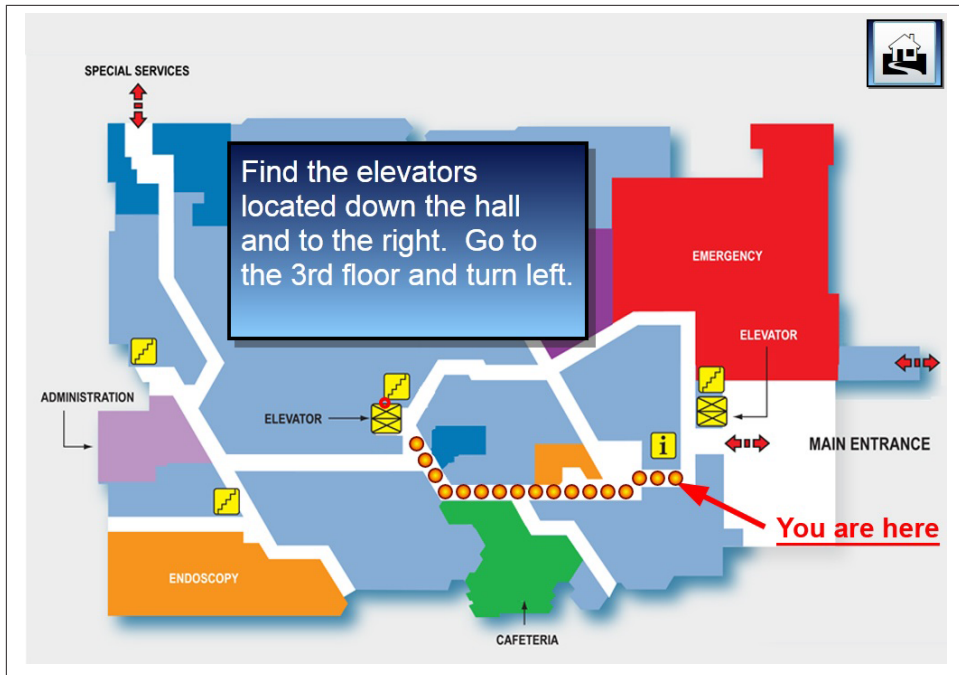 SPECIAL SERVICES
Find the elevators
located down the hall
and to the right.  Go to
the 3rd floor and turn left.
EMERGENCY
ELEVATOR
ADMINISTRATION
ELEVATOR
i
MAIN ENTRANCE
You are here
ENDOSCOPY
CAFETERIA